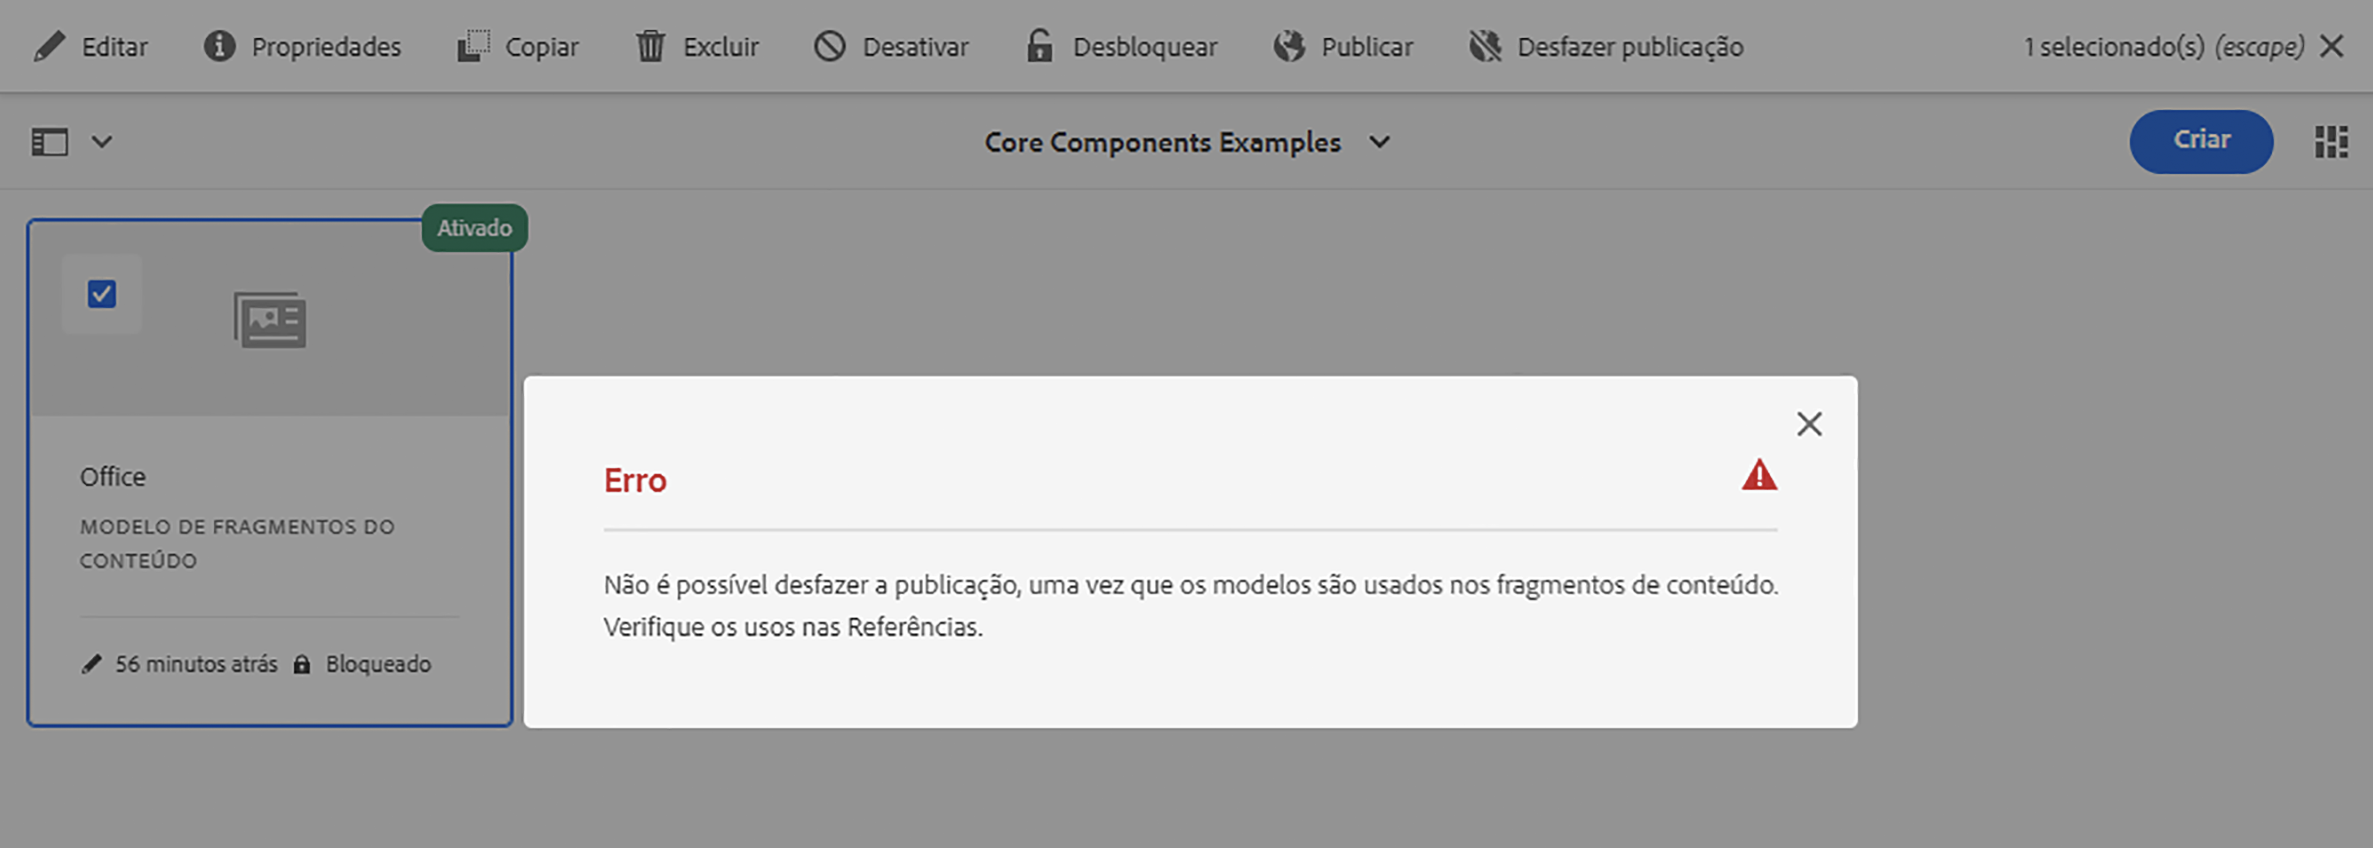 Editar Propriedades Copiar Excluir Desativar Desbloquear Publicar Desfazer publicação 1 selecionado(s) (escape)
Core Components Examples Criar
Ativado
Office
MODELO DE FRAGMENTOS DO
CONTEÚDO
56 minutos atrás Bloqueado
Erro
Não é possível desfazer a publicação, uma vez que os modelos são usados nos fragmentos de conteúdo.
Verifique os usos nas Referências.